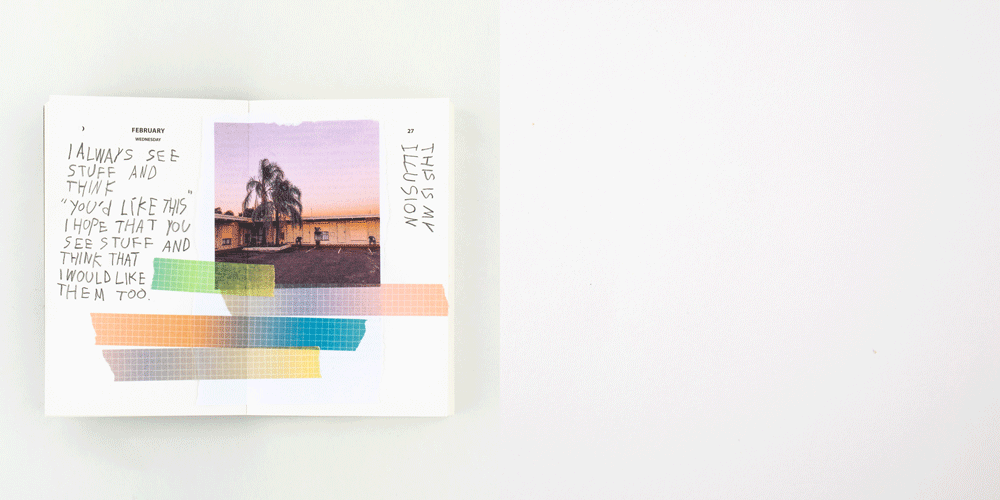 FEBRUARY
WEDNESDAY
I ALWAYS SEE
STUFF AND
THINK
"YOU'd LIKE THIS"
I HOPE THAT YOU
SEE STUFF AND
THINK THAT
I WOULD LIKE
THEM TOO.
27
THIS IS MY
ILLUSION